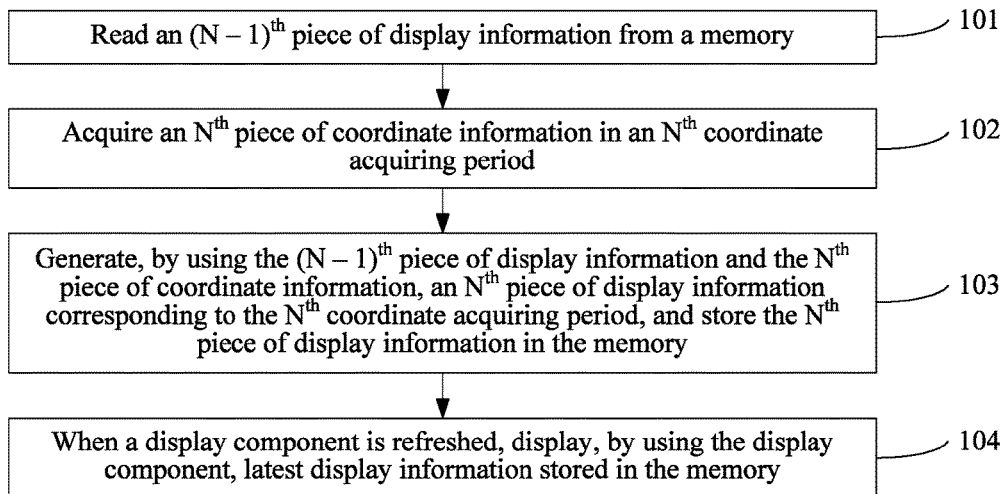 Read an (N – 1)th piece of display information from a memory
101
Acquire an Nth piece of coordinate information in an Nth coordinate
acquiring period
102
Generate, by using the (N – 1)th piece of display information and the Nth
piece of coordinate information, an Nth piece of display information
corresponding to the Nth coordinate acquiring period, and store the Nth
piece of display information in the memory
103
When a display component is refreshed, display, by using the display
component, latest display information stored in the memory
104